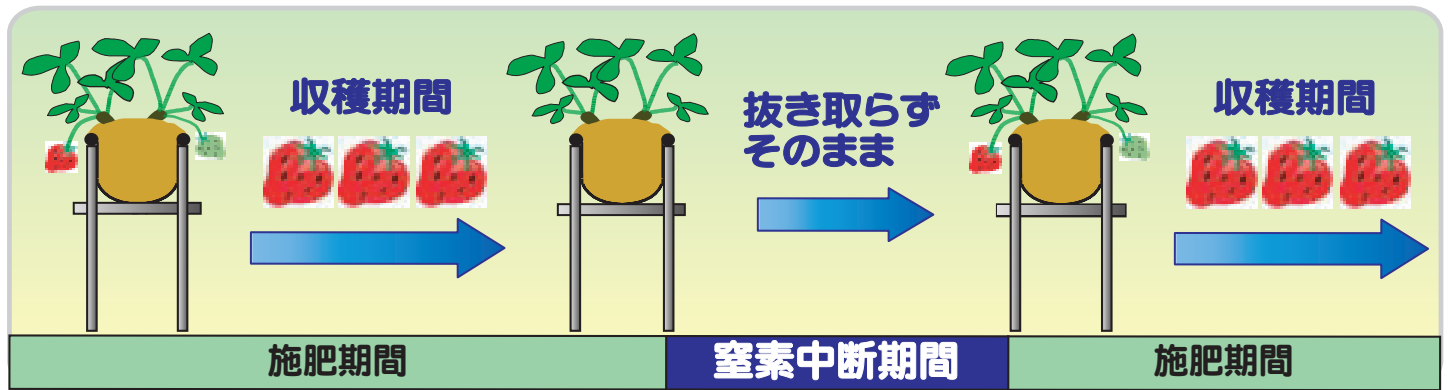 収穫期間
抜き取らず
そのまま
収穫期間
施肥期間
窒素中断期間
施肥期間